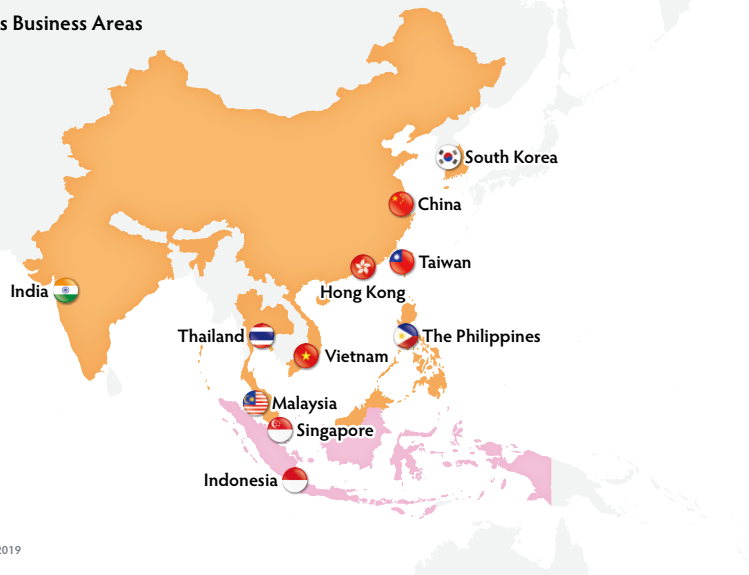 s Business Areas
South Korea
China
Taiwan
Hong Kong
India
Thailand
The Philippines
Vietnam
Malaysia
Singapore
Indonesia
2019